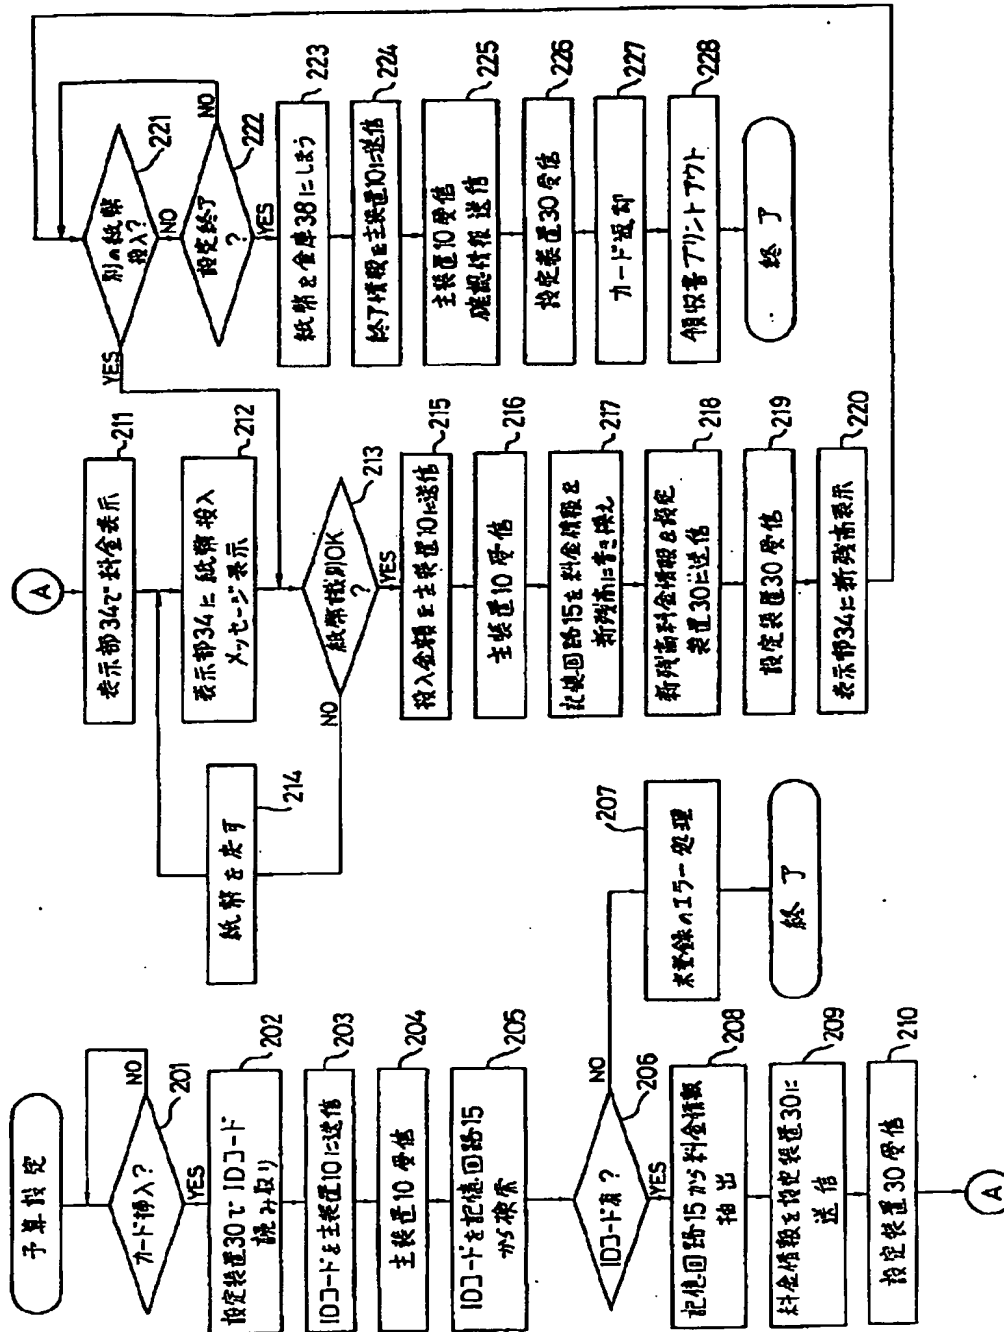 予算設定
カード挿入?
201
NO
YES
設定装置30でIDコード
読み取り
202
IDコードを主装置10に送信
203
主装置10受信
204
IDコードを記憶回路15
から検索
205
IDコード有?
206
NO
YES
未登録のエラー処理
207
終了
記憶回路15から料金情報
抽出
208
料金情報を設定装置30に
送信
209
設定装置30受信
210
A
A
表示部34で料金表示
211
表示部34に紙幣投入
メッセージ表示
212
紙幣識別OK
?
213
NO
YES
紙幣を戻す
214
投入金額を主装置10に送信
215
主装置10受信
216
記憶回路15を料金情報を
新残高に書き換え
217
新残高料金情報を設定
装置30に送信
218
設定装置30受信
219
表示部34に新残高表示
220
別の紙幣
投入?
221
YES
NO
設定終了
?
222
NO
YES
紙幣を金庫38にしまう
223
終了情報を主装置10に送信
224
主装置10受信
確認情報送信
225
設定装置30受信
226
カード返却
227
領収書プリントアウト
228
終了